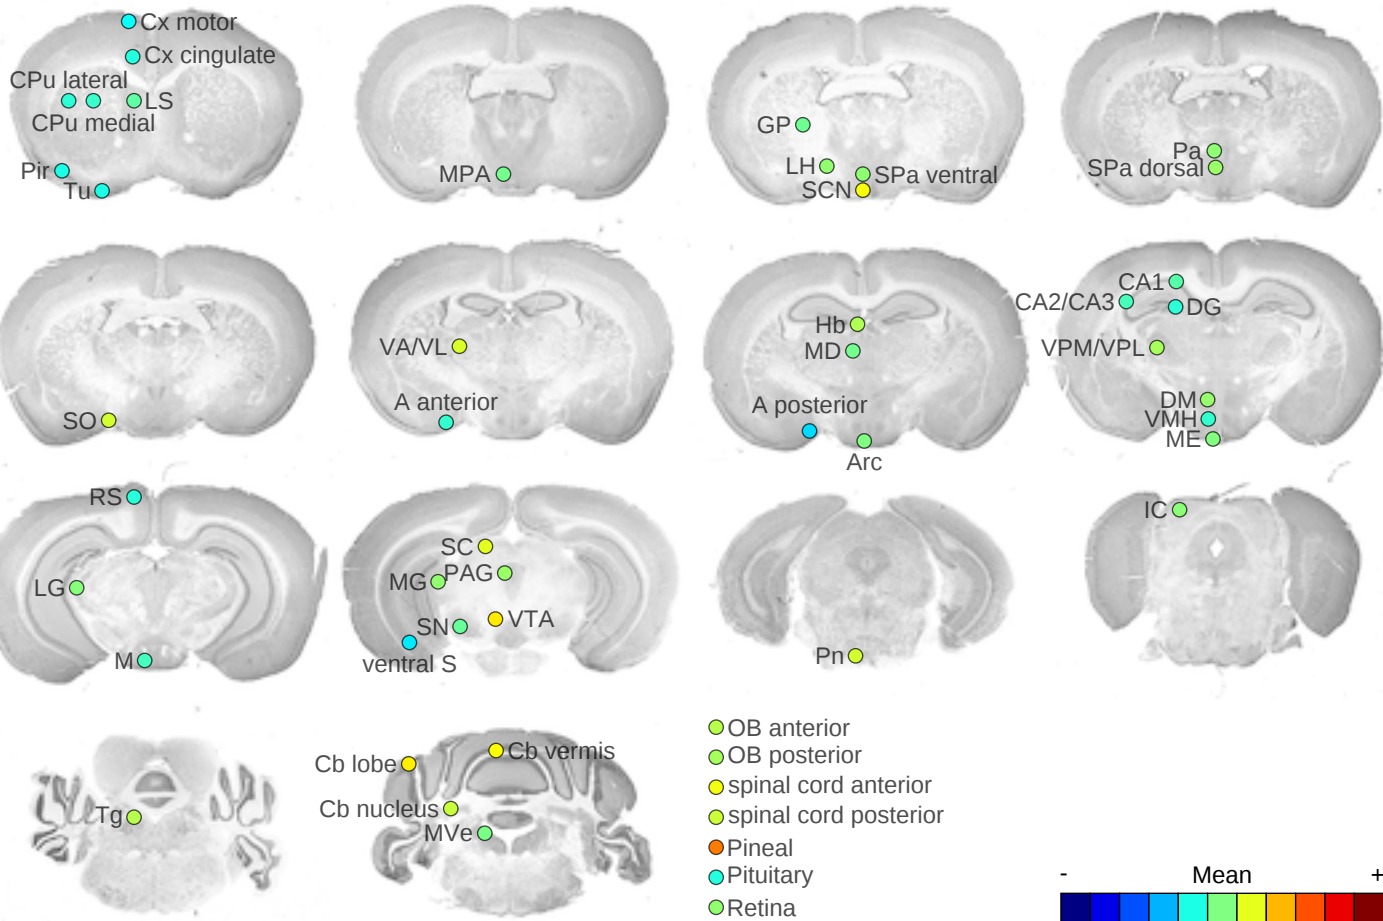 Cx motor
Cx cingulate
CPu lateral
LS
CPu medial
Pir
Tu
MPA
GP
LH
SPa ventral
SCN
Pa
SPa dorsal
SO
VA/VL
A anterior
Hb
MD
A posterior
Arc
CA1
CA2/CA3
DG
VPM/VPL
DM
VMH
ME
RS
LG
M
SC
MG
PAG
SN
VTA
ventral S
Pn
IC
Tg
Cb lobe
Cb vermis
Cb nucleus
MVe
OB anterior
OB posterior
spinal cord anterior
spinal cord posterior
Pineal
Pituitary
Retina
- Mean +